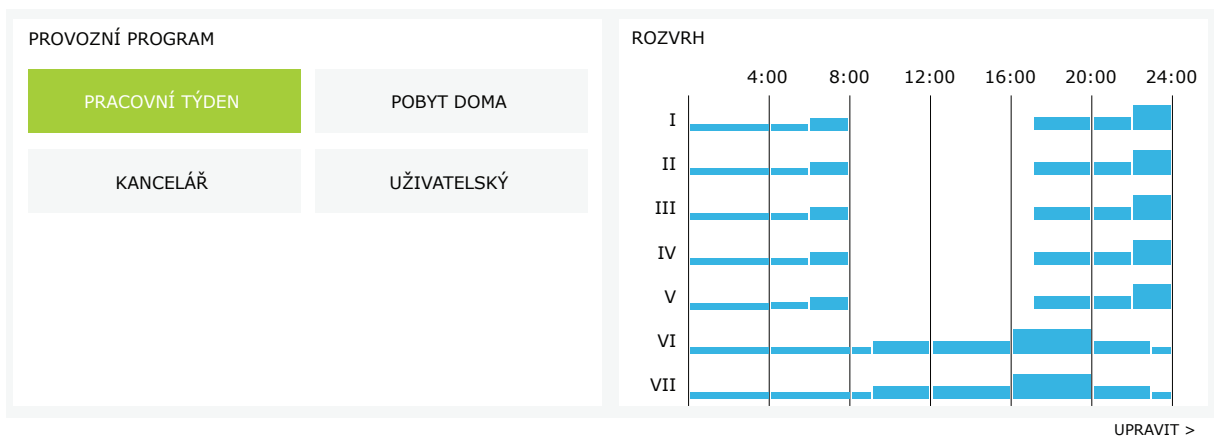 PROVOZNÍ PROGRAM
PRACOVNÍ TÝDEN
POBYT DOMA
KANCELÁŘ
UŽIVATELSKÝ
ROZVRH
4:00 8:00 12:00 16:00 20:00 24:00
I
II
III
IV
V
VI
VII
UPRAVIT >